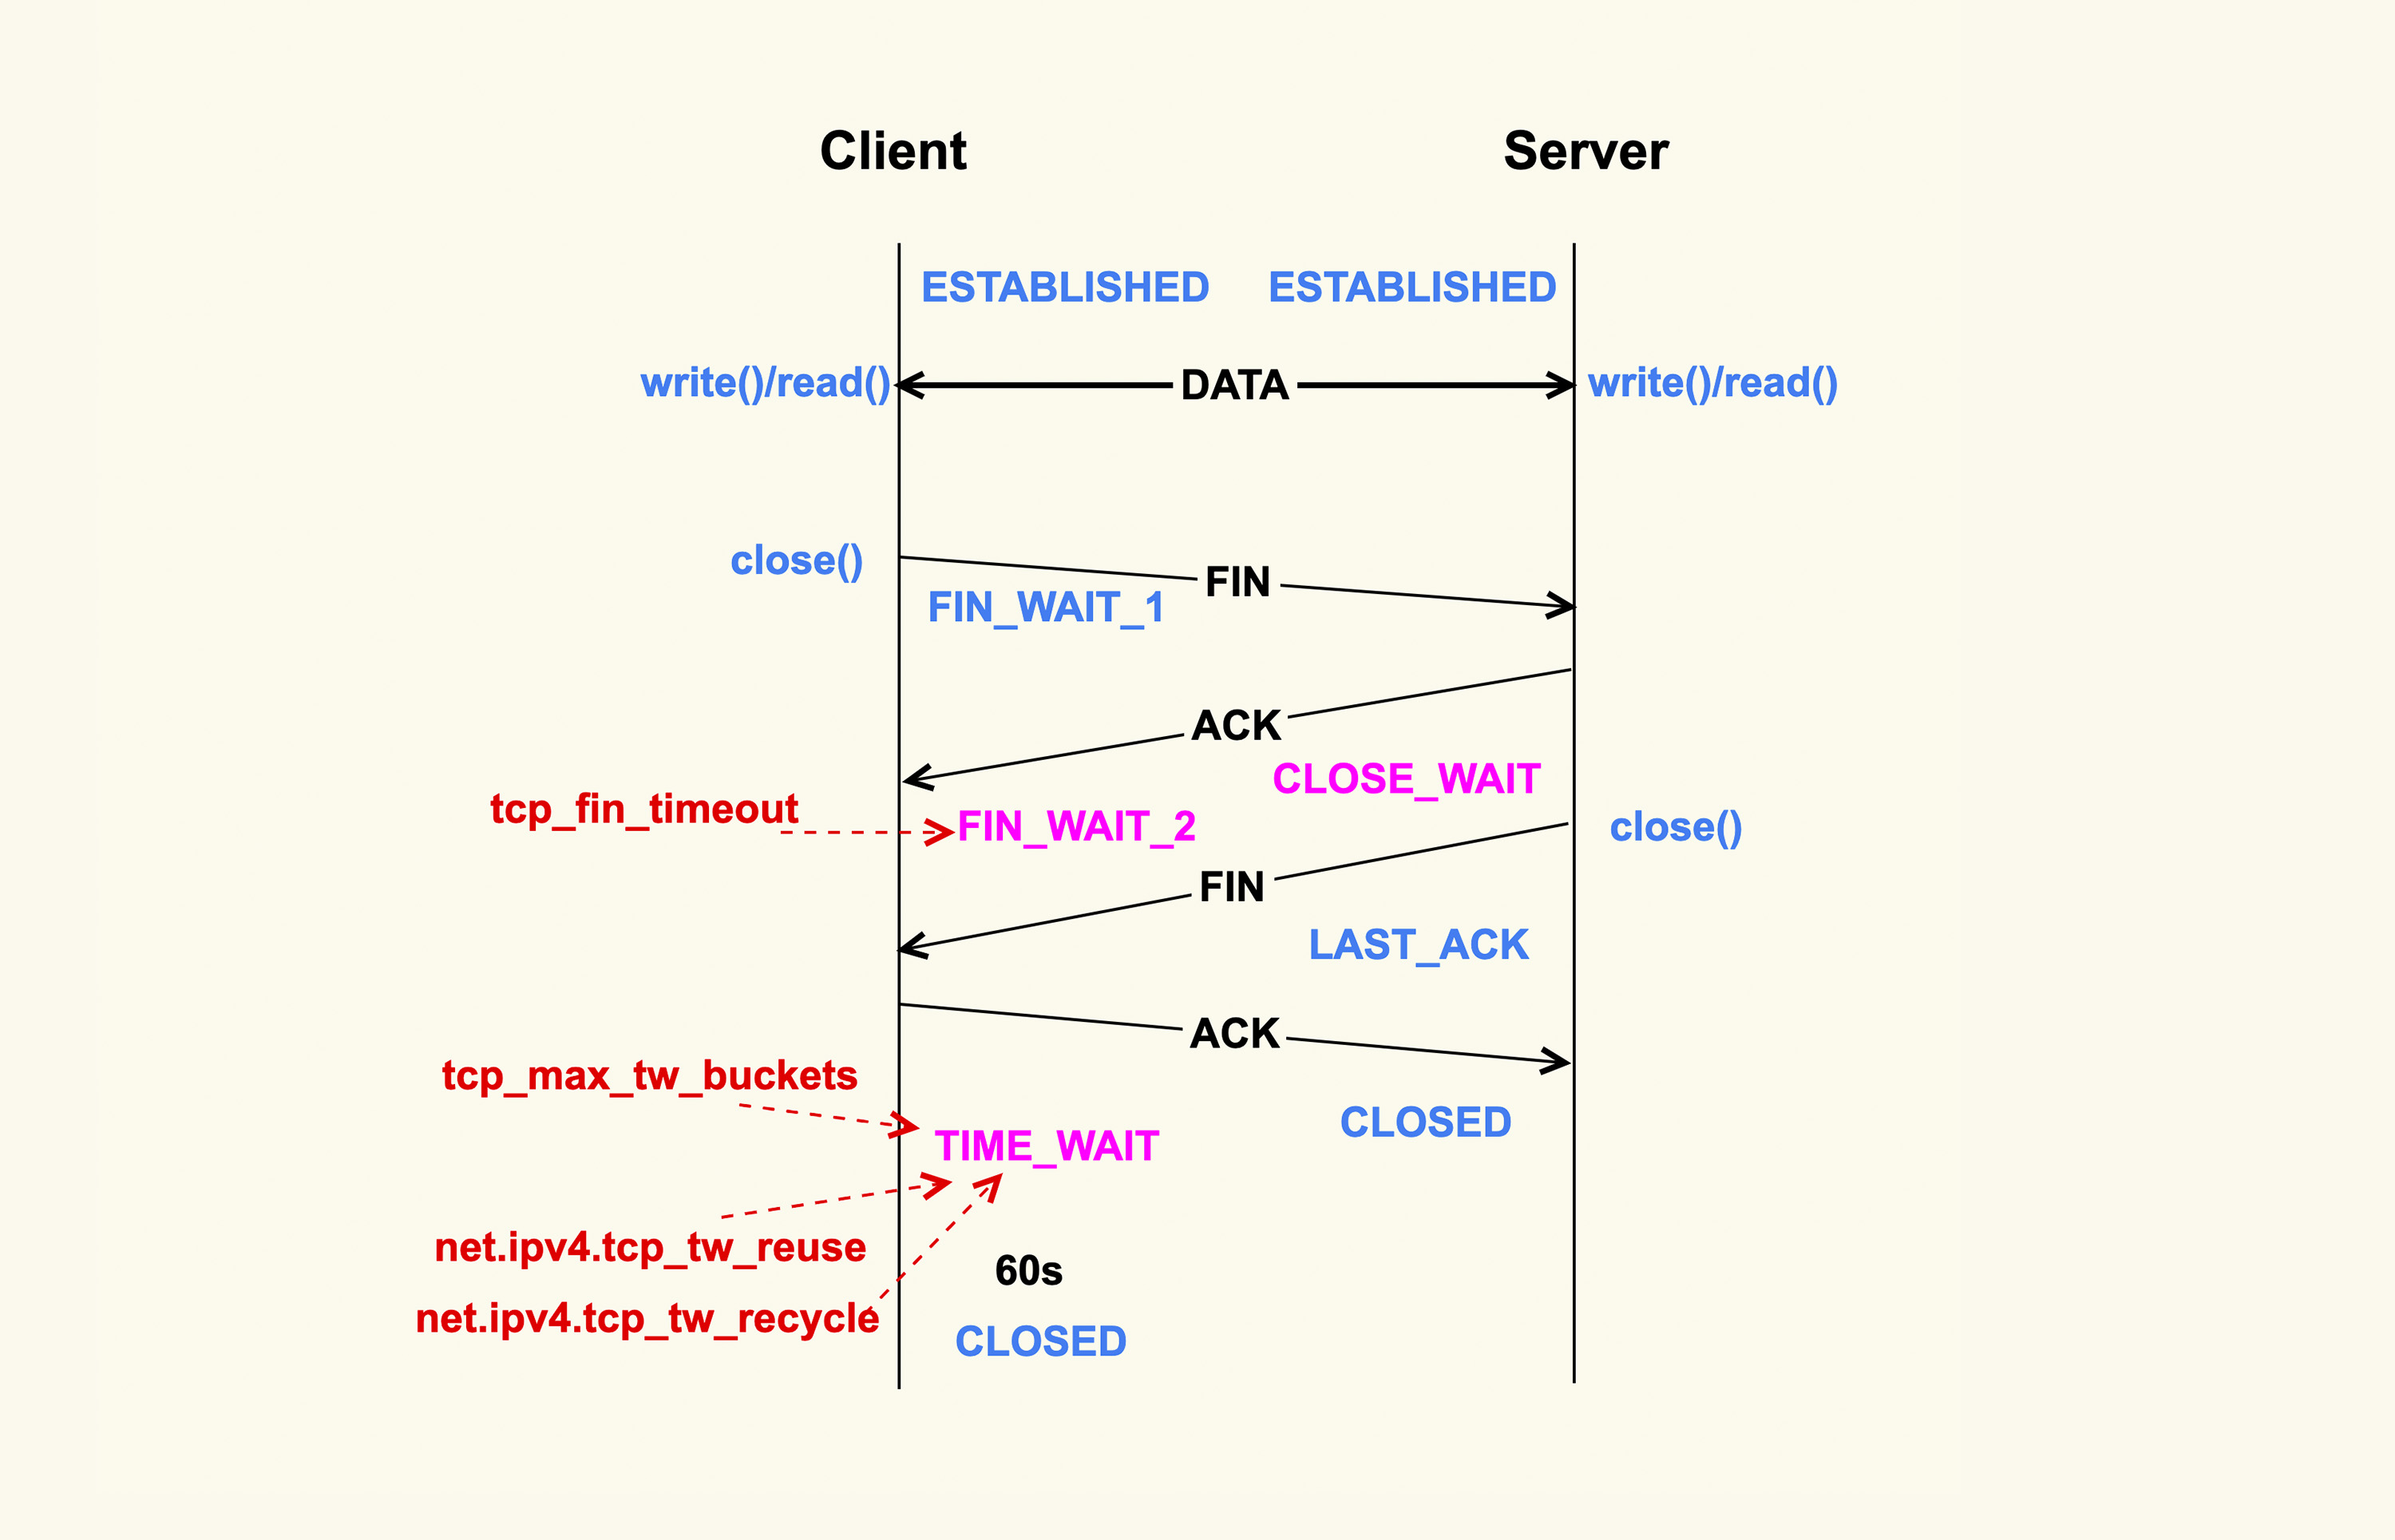 Client
Server
ESTABLISHED
ESTABLISHED
write()/read()
DATA
write()/read()
close()
FIN
FIN_WAIT_1
ACK
CLOSE_WAIT
tcp_fin_timeout
FIN_WAIT_2
close()
FIN
LAST_ACK
ACK
tcp_max_tw_buckets
CLOSED
TIME_WAIT
net.ipv4.tcp_tw_reuse
60s
net.ipv4.tcp_tw_recycle
CLOSED